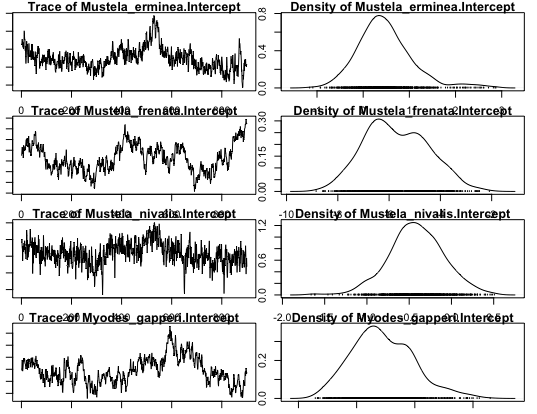 Trace of Mustela_erminea.Intercept
Density of Mustela_erminea.Intercept
0.0 0.4 0.8
Trace of Mustela_frenata.Intercept
Density of Mustela_frenata.Intercept
0.00 0.15 0.30
Trace of Mustela_nivalis.Intercept
Density of Mustela_nivalis.Intercept
0.0 0.6 1.2
Trace of Myodes_gapperi.Intercept
Density of Myodes_gapperi.Intercept
0.2